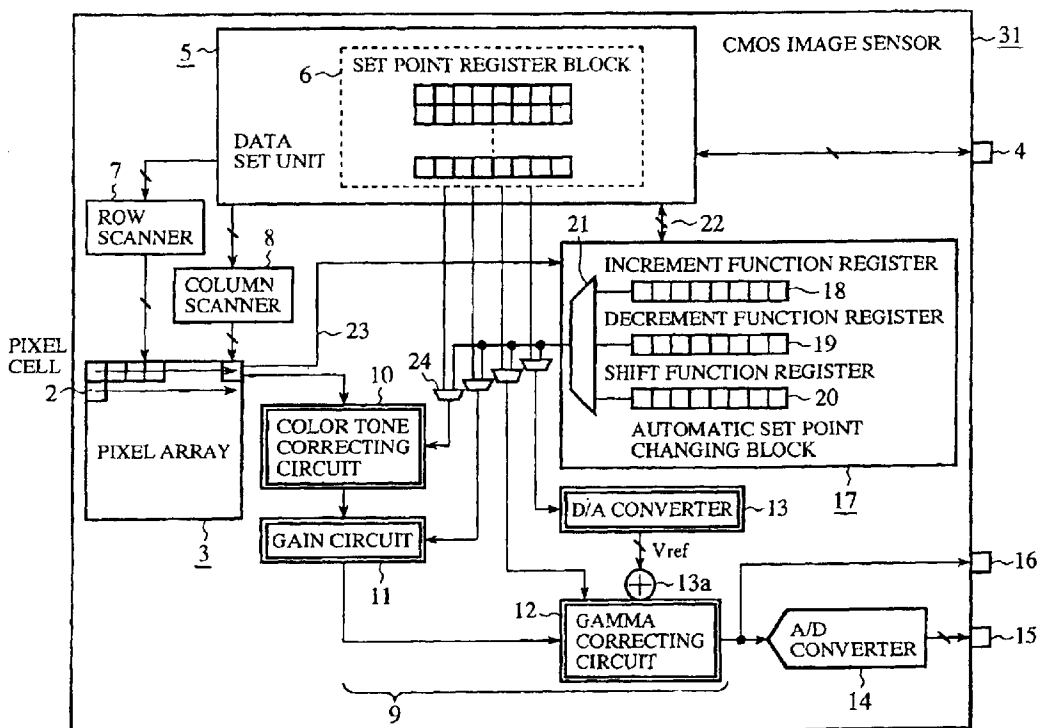 CMOS IMAGE SENSOR
31
5
6
SET POINT REGISTER BLOCK
DATA
SET UNIT
4
7
ROW
SCANNER
8
COLUMN
SCANNER
22
21
INCREMENT FUNCTION REGISTER
18
DECREMENT FUNCTION REGISTER
19
SHIFT FUNCTION REGISTER
20
AUTOMATIC SET POINT
CHANGING BLOCK
17
23
PIXEL
CELL
2
24
PIXEL ARRAY
3
10
COLOR TONE
CORRECTING
CIRCUIT
GAIN CIRCUIT
11
D/A CONVERTER
13
Vref
13a
12
GAMMA
CORRECTING
CIRCUIT
16
A/D
CONVERTER
15
14
9